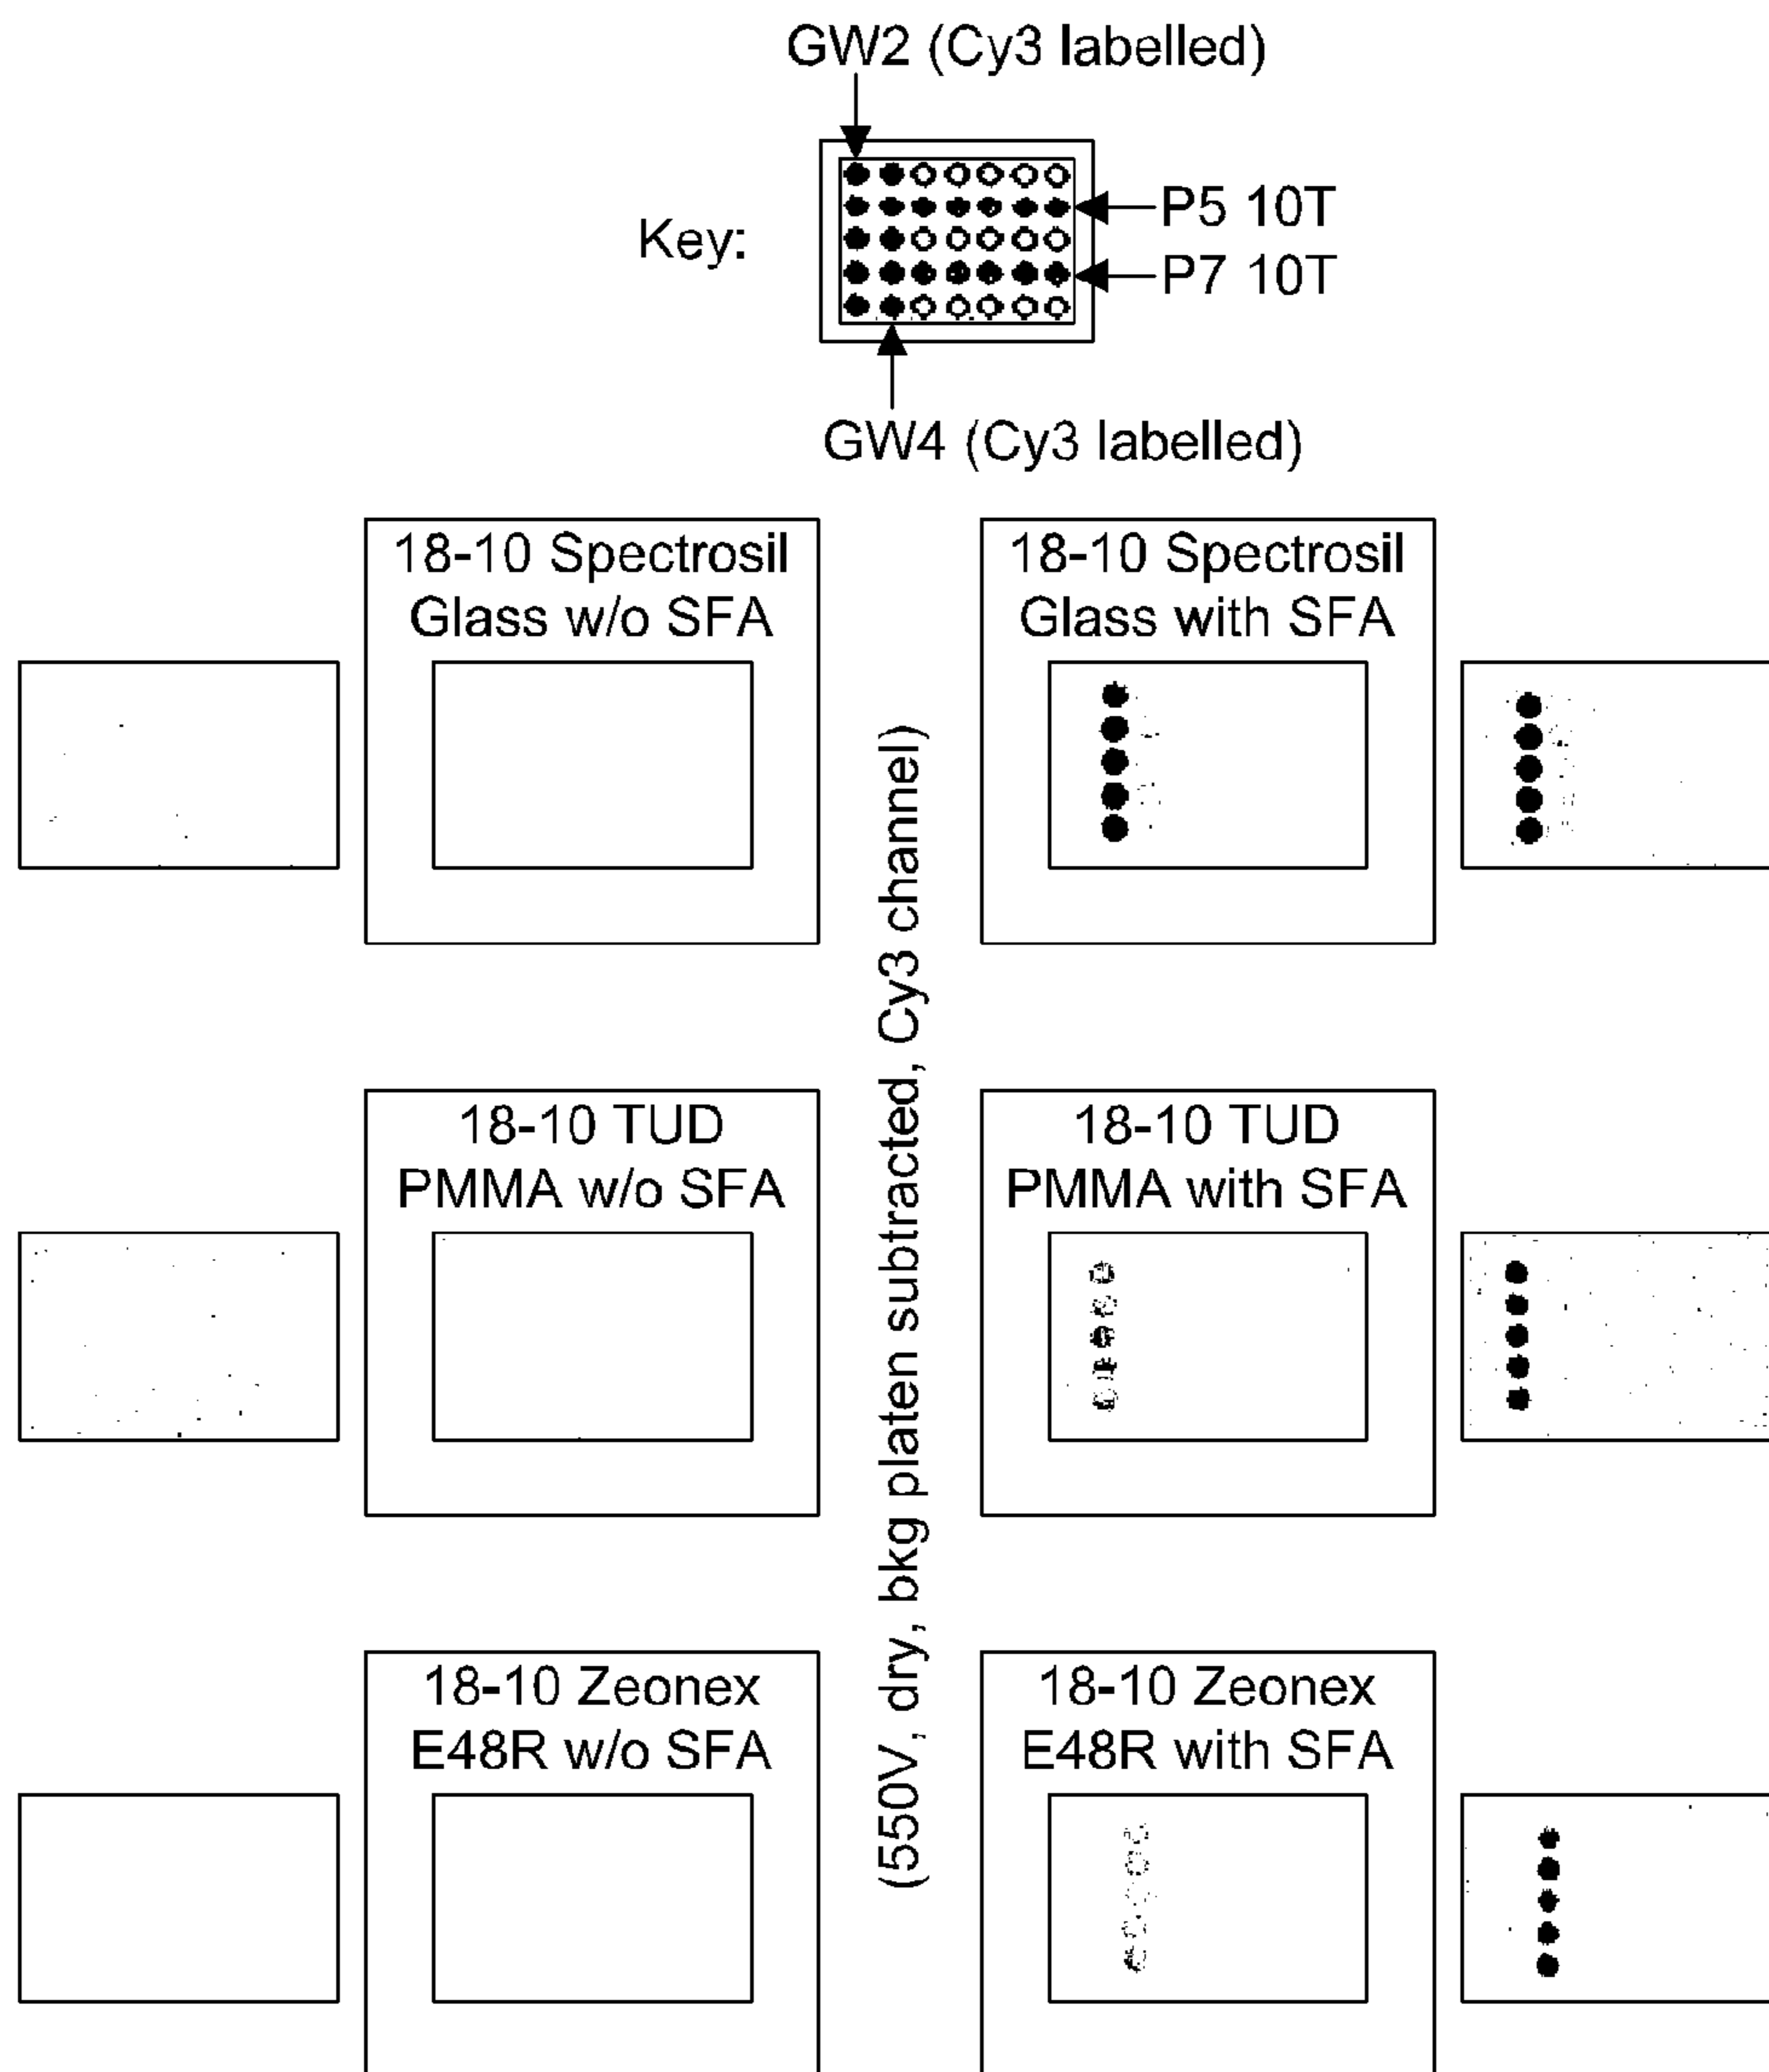 GW2 (Cy3 labelled)
P5 10T
Key:
P7 10T
GW4 (Cy3 labelled)
18-10 Spectrosil
Glass w/o SFA
18-10 Spectrosil
Glass with SFA
(550V, dry, bkg platen subtracted, Cy3 channel)
18-10 TUD
PMMA w/o SFA
18-10 TUD
PMMA with SFA
18-10 Zeonex
E48R w/o SFA
18-10 Zeonex
E48R with SFA